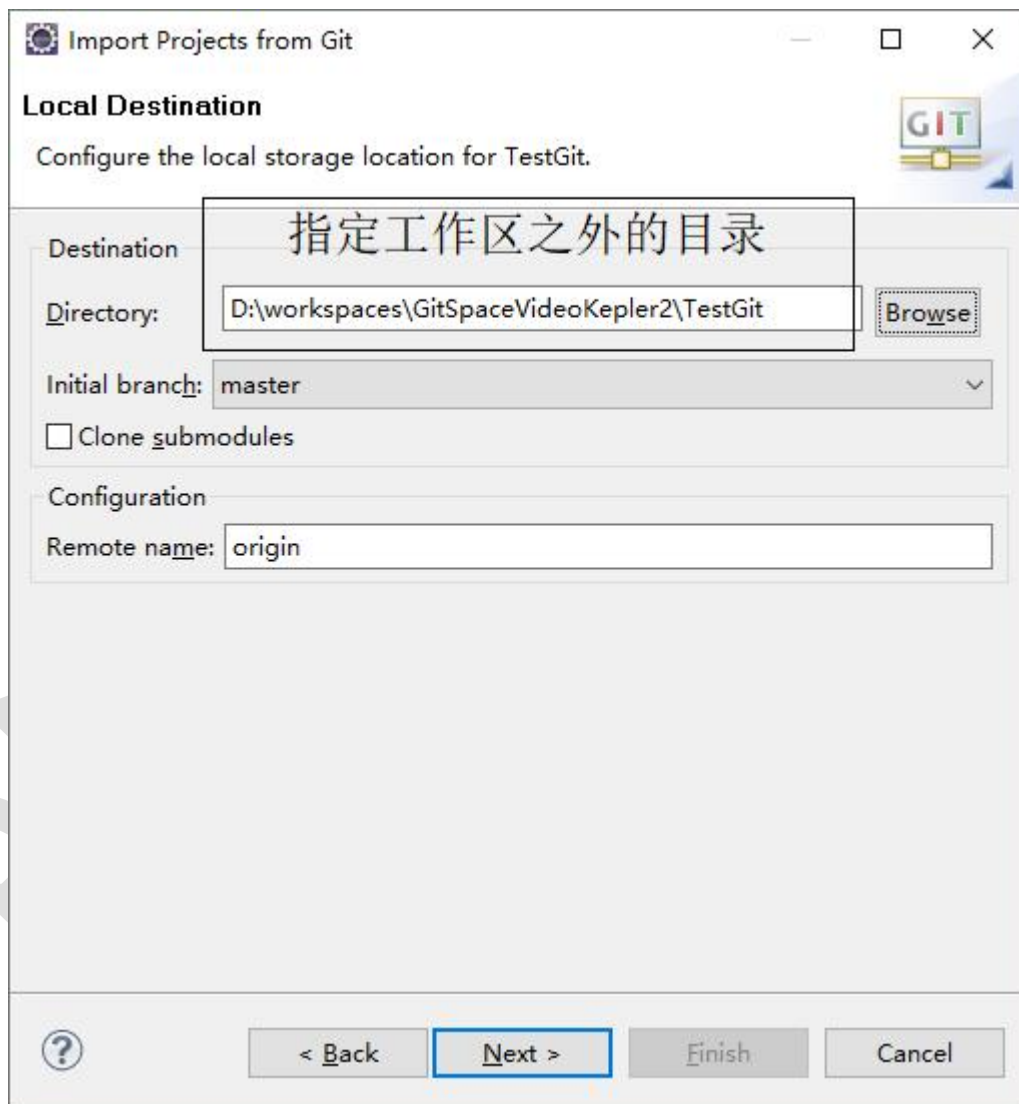 Import Projects from Git
Local Destination
Configure the local storage location for TestGit.
GIT
指定工作区之外的目录
Destination
Directory: D:\workspaces\GitSpaceVideoKepler2\TestGit Browse
Initial branch: master
Clone submodules
Configuration
Remote name: origin
< Back Next > Finish Cancel